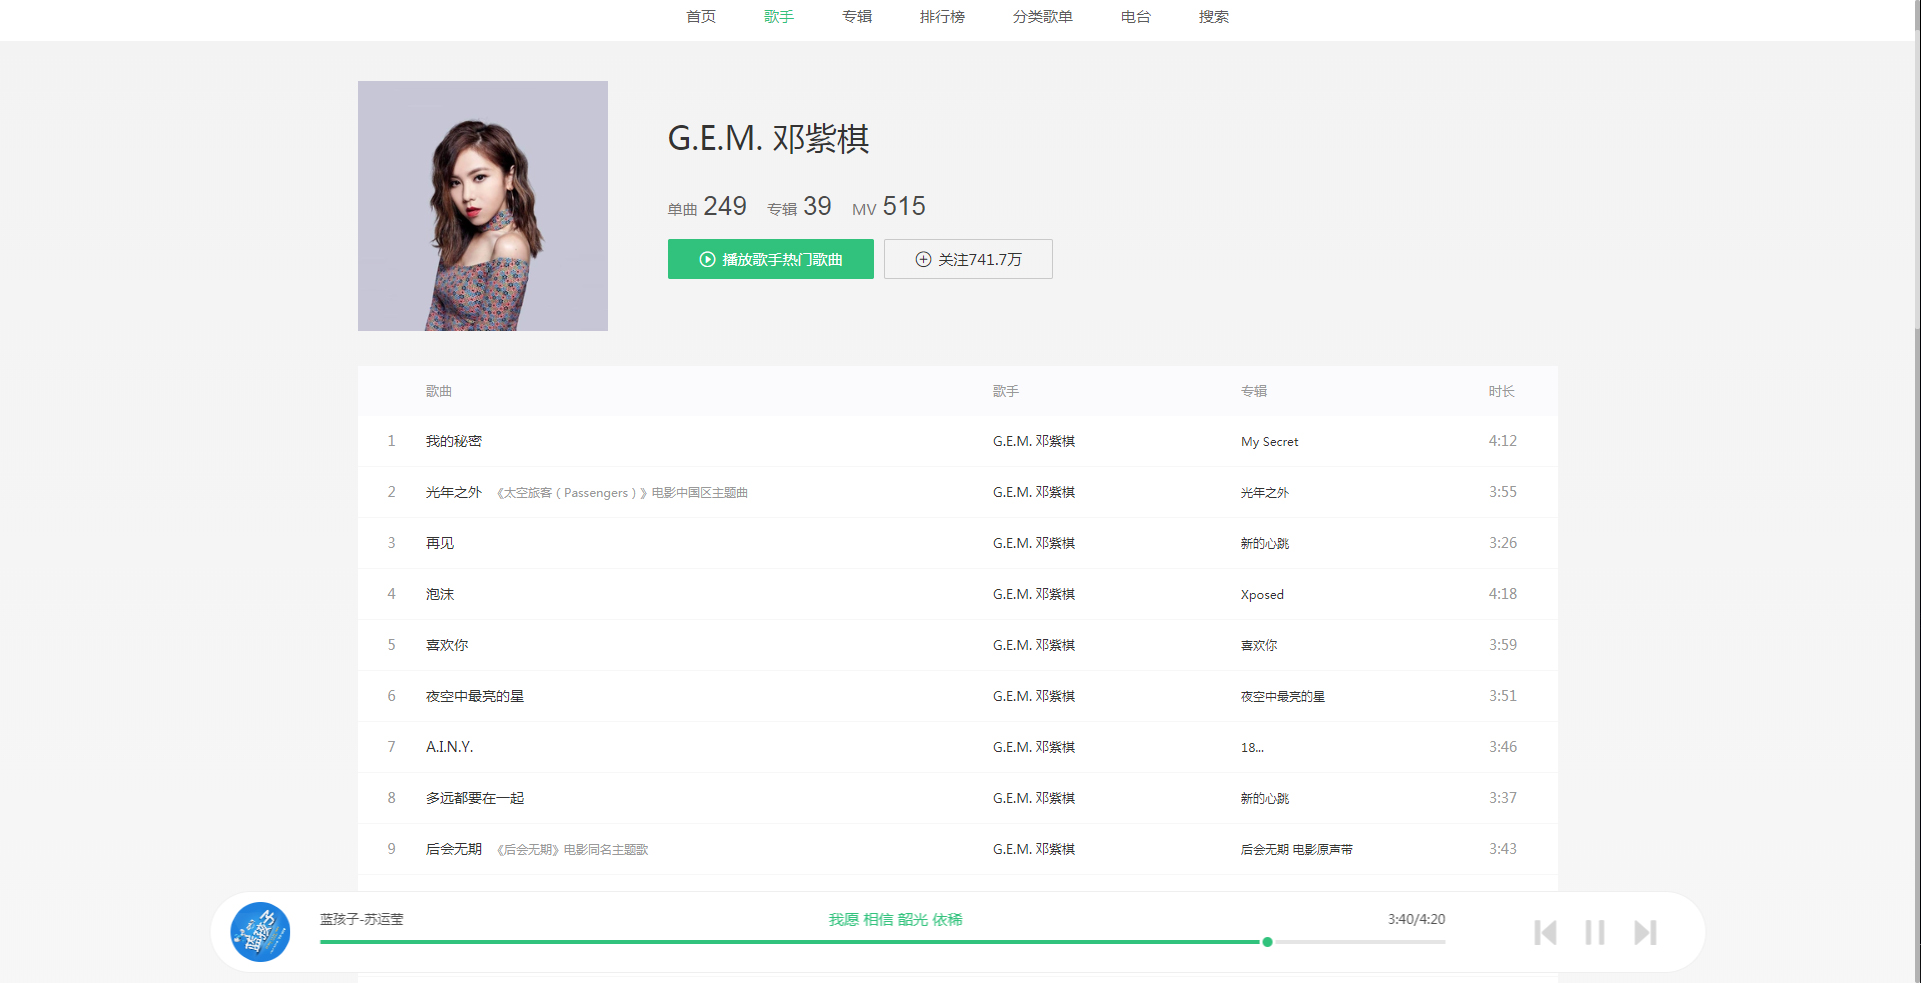 首页 歌手 专辑 排行榜 分类歌单 电台 搜索
G.E.M. 邓紫棋
单曲 249 专辑 39 MV 515
播放歌手热门歌曲 关注741.7万
歌曲 歌手 专辑 时长
1 我的秘密 G.E.M. 邓紫棋 My Secret 4:12
2 光年之外 《太空旅客（Passengers）》电影中国区主题曲 G.E.M. 邓紫棋 光年之外 3:55
3 再见 G.E.M. 邓紫棋 新的心跳 3:26
4 泡沫 G.E.M. 邓紫棋 Xposed 4:18
5 喜欢你 G.E.M. 邓紫棋 喜欢你 3:59
6 夜空中最亮的星 G.E.M. 邓紫棋 夜空中最亮的星 3:51
7 A.I.N.Y. G.E.M. 邓紫棋 18... 3:46
8 多远都要在一起 G.E.M. 邓紫棋 新的心跳 3:37
9 后会无期 《后会无期》电影同名主题歌 G.E.M. 邓紫棋 后会无期 电影原声带 3:43
蓝孩子
蓝孩子-苏运莹 我愿 相信 韶光 依稀 3:40/4:20